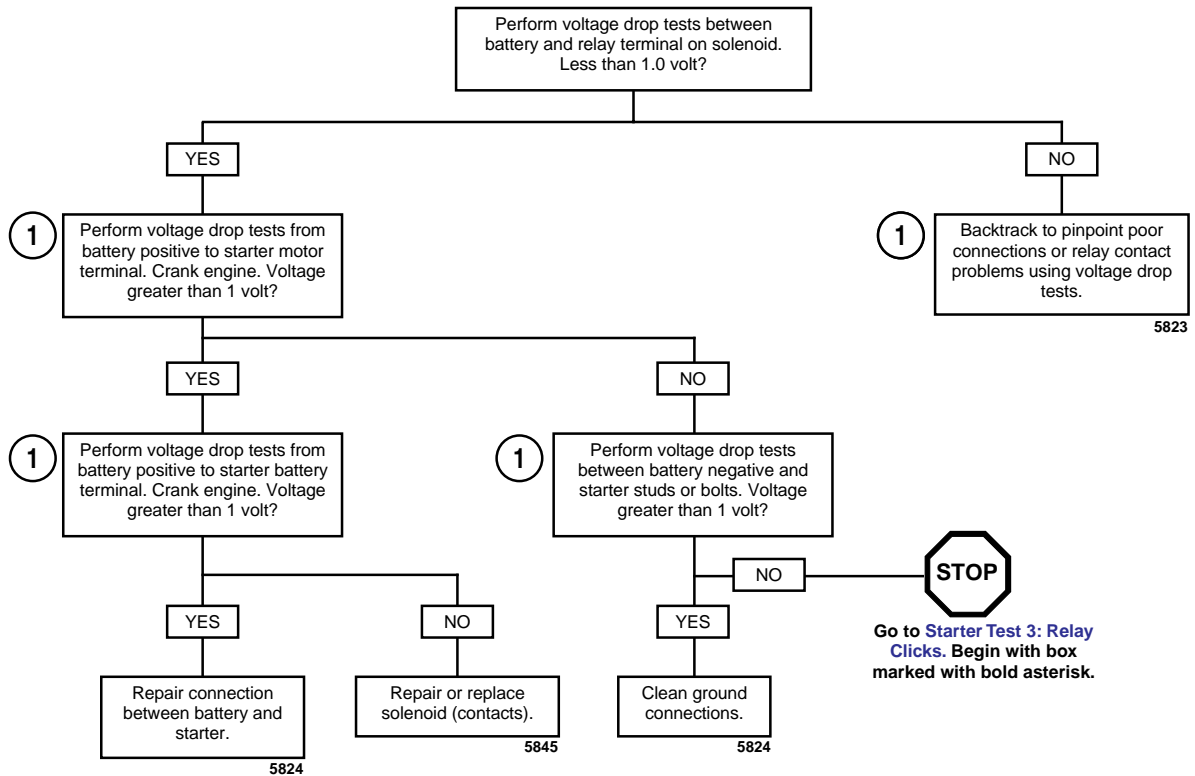 Perform voltage drop tests between
battery and relay terminal on solenoid.
Less than 1.0 volt?
YES
NO
1
Perform voltage drop tests from
battery positive to starter motor
terminal. Crank engine. Voltage
greater than 1 volt?
1
Backtrack to pinpoint poor
connections or relay contact
problems using voltage drop
tests.
5823
YES
NO
1
Perform voltage drop tests from
battery positive to starter battery
terminal. Crank engine. Voltage
greater than 1 volt?
1
Perform voltage drop tests
between battery negative and
starter studs or bolts. Voltage
greater than 1 volt?
NO
STOP
Go to Starter Test 3: Relay
Clicks. Begin with box
marked with bold asterisk.
YES
NO
YES
Repair connection
between battery and
starter.
5824
Repair or replace
solenoid (contacts).
5845
Clean ground
connections.
5824